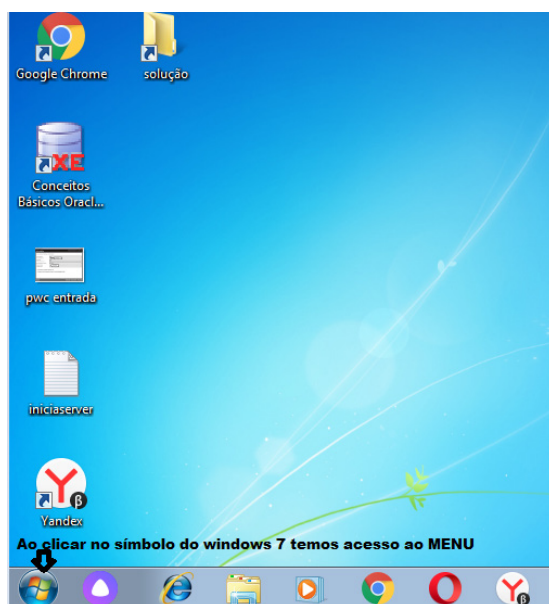 Google Chrome
solução
XE
Conceitos
Básicos Oracl...
pwc entrada
iniciaserver
Y
β
Yandex
Ao clicar no símbolo do windows 7 temos acesso ao MENU
Y
β